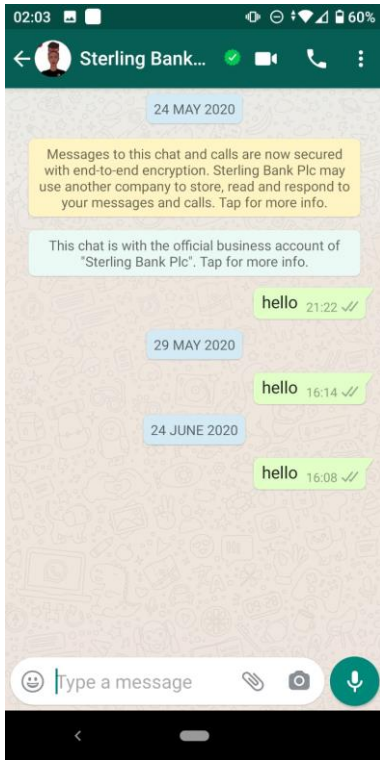 02:03 60%
Sterling Bank...
24 MAY 2020
Messages to this chat and calls are now secured
with end-to-end encryption. Sterling Bank Plc may
use another company to store, read and respond to
your messages and calls. Tap for more info.
This chat is with the official business account of
"Sterling Bank Plc". Tap for more info.
hello 21:22
29 MAY 2020
hello 16:14
24 JUNE 2020
hello 16:08
Type a message